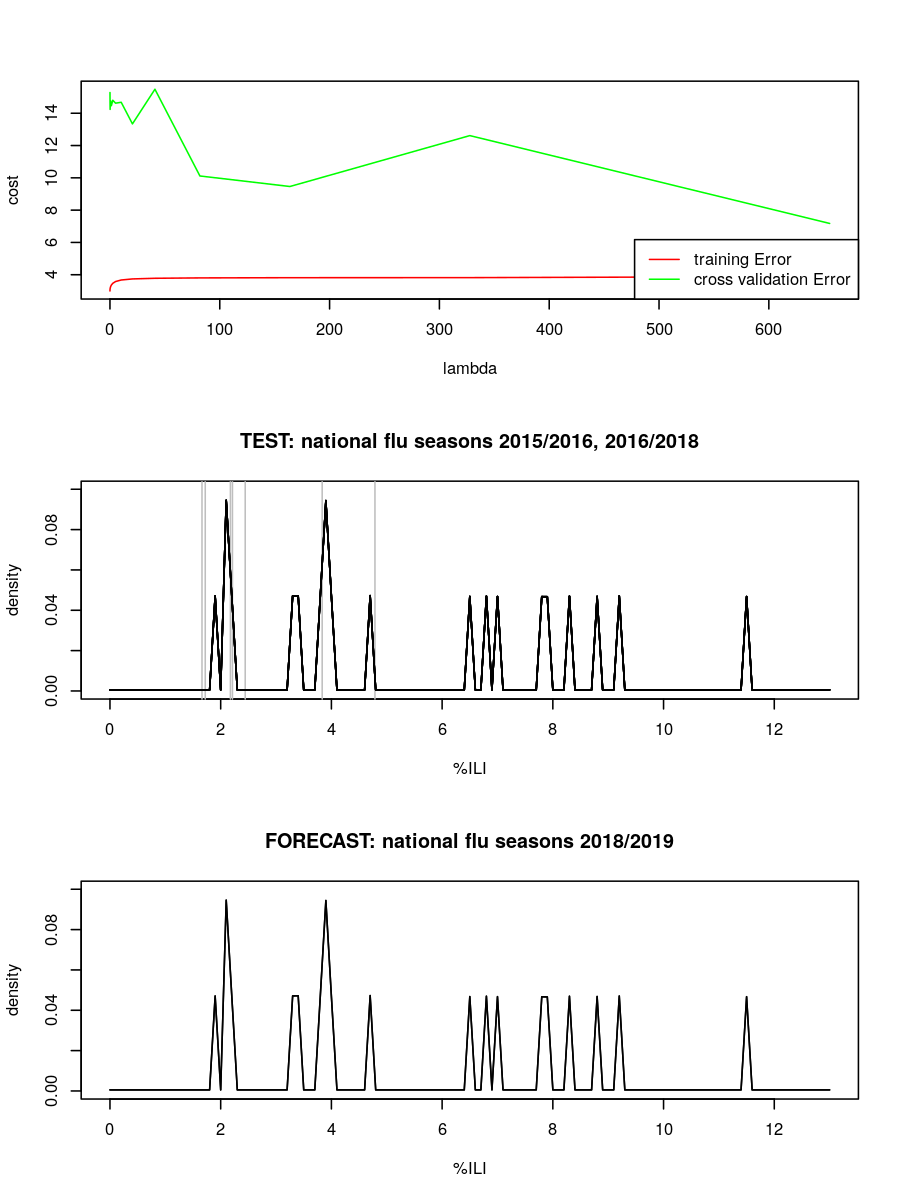 14
12
10
8
6
4
cost
training Error
cross validation Error
0 100 200 300 400 500 600
lambda
TEST: national flu seasons 2015/2016, 2016/2018
0.08
0.04
0.00
density
0 2 4 6 8 10 12
%ILI
FORECAST: national flu seasons 2018/2019
0.08
0.04
0.00
density
0 2 4 6 8 10 12
%ILI